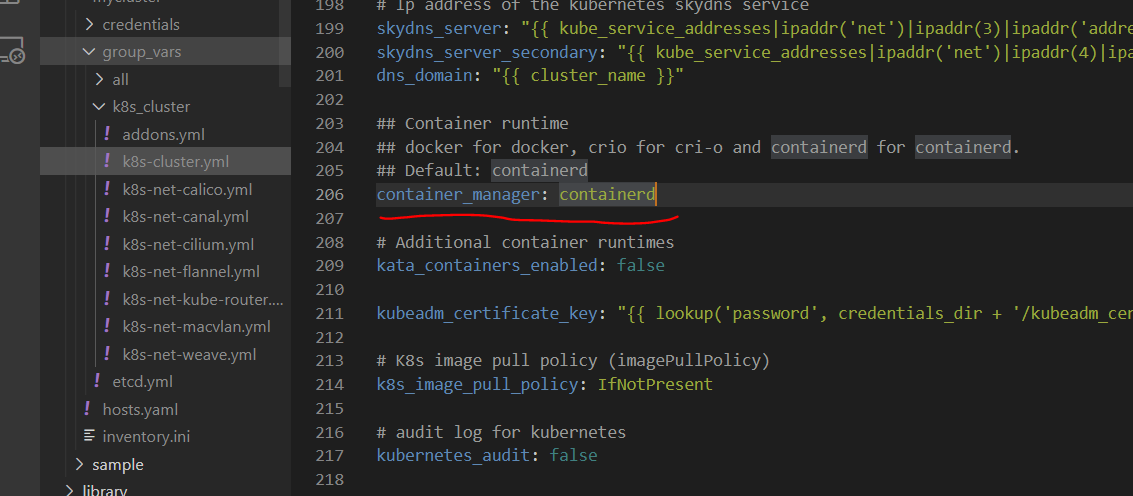 mycluster
credentials
group_vars
all
k8s_cluster
addons.yml
k8s-cluster.yml
k8s-net-calico.yml
k8s-net-canal.yml
k8s-net-cilium.yml
k8s-net-flannel.yml
k8s-net-kube-router....
k8s-net-macvlan.yml
k8s-net-weave.yml
etcd.yml
hosts.yaml
inventory.ini
sample
library
198 # Ip address of the kubernetes skydns service
199 skydns_server: "{{ kube_service_addresses|ipaddr('net')|ipaddr(3)|ipaddr('addre
200 skydns_server_secondary: "{{ kube_service_addresses|ipaddr('net')|ipaddr(4)|ipa
201 dns_domain: "{{ cluster_name }}"
202
203 ## Container runtime
204 ## docker for docker, crio for cri-o and containerd for containerd.
205 ## Default: containerd
206 container_manager: containerd
207
208 # Additional container runtimes
209 kata_containers_enabled: false
210
211 kubeadm_certificate_key: "{{ lookup('password', credentials_dir + '/kubeadm_cer
212
213 # K8s image pull policy (imagePullPolicy)
214 k8s_image_pull_policy: IfNotPresent
215
216 # audit log for kubernetes
217 kubernetes_audit: false
218